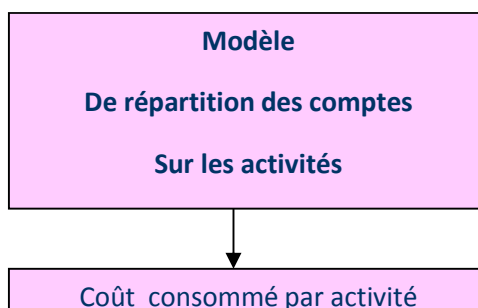 Modèle
De répartition des comptes
Sur les activités
Coût consommé par activité